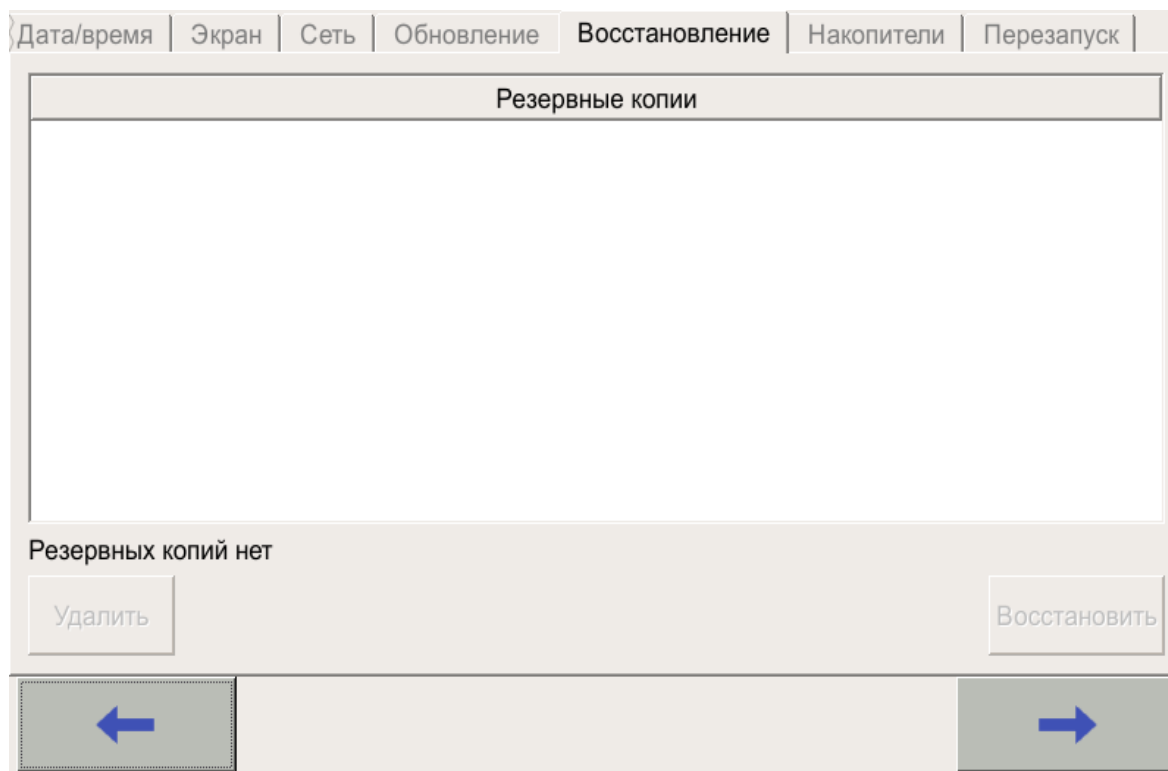 Дата/время Экран Сеть Обновление Восстановление Накопители Перезапуск
Резервные копии
Резервных копий нет
Удалить Восстановить